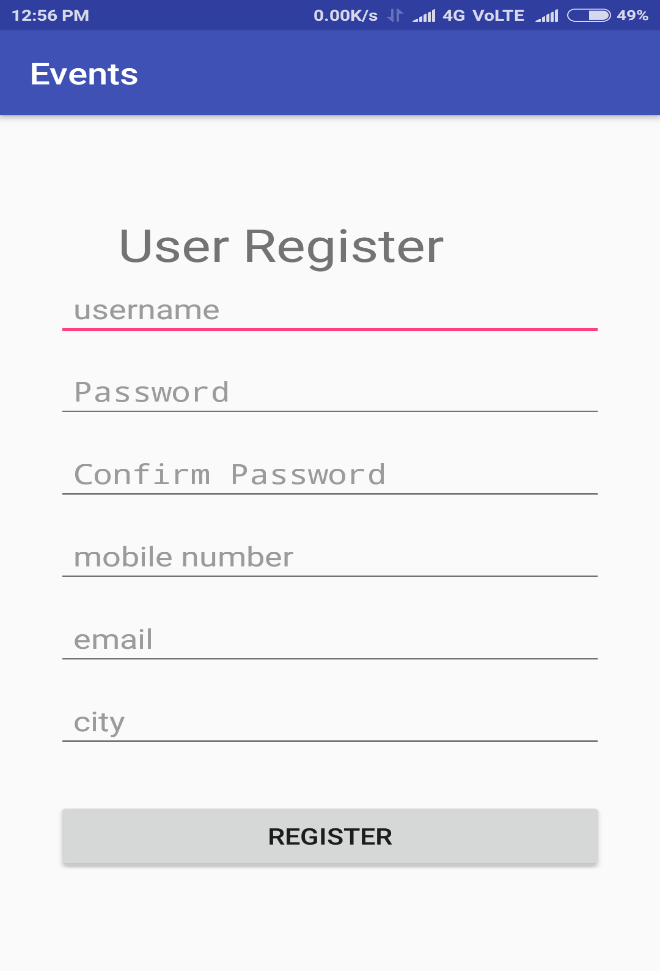 12:56 PM 0.00K/s 4G VoLTE 49%
Events
User Register
username
Password
Confirm Password
mobile number
email
city
REGISTER